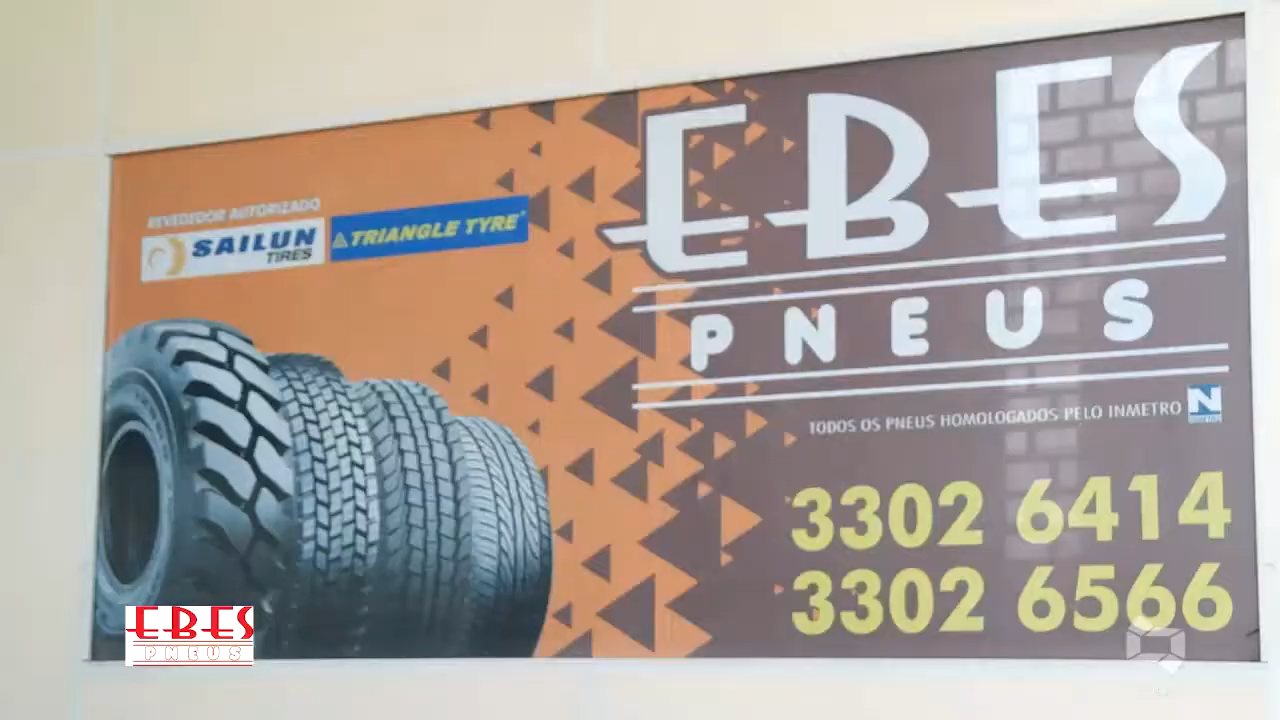 REVEDEDOR AUTORIZADO
SAILUN
TIRES
TRIANGLE TYRE
EBES
PNEUS
TODOS OS PNEUS HOMOLOGADOS PELO INMETRO
3302 6414
3302 6566
EBES
PNEUS